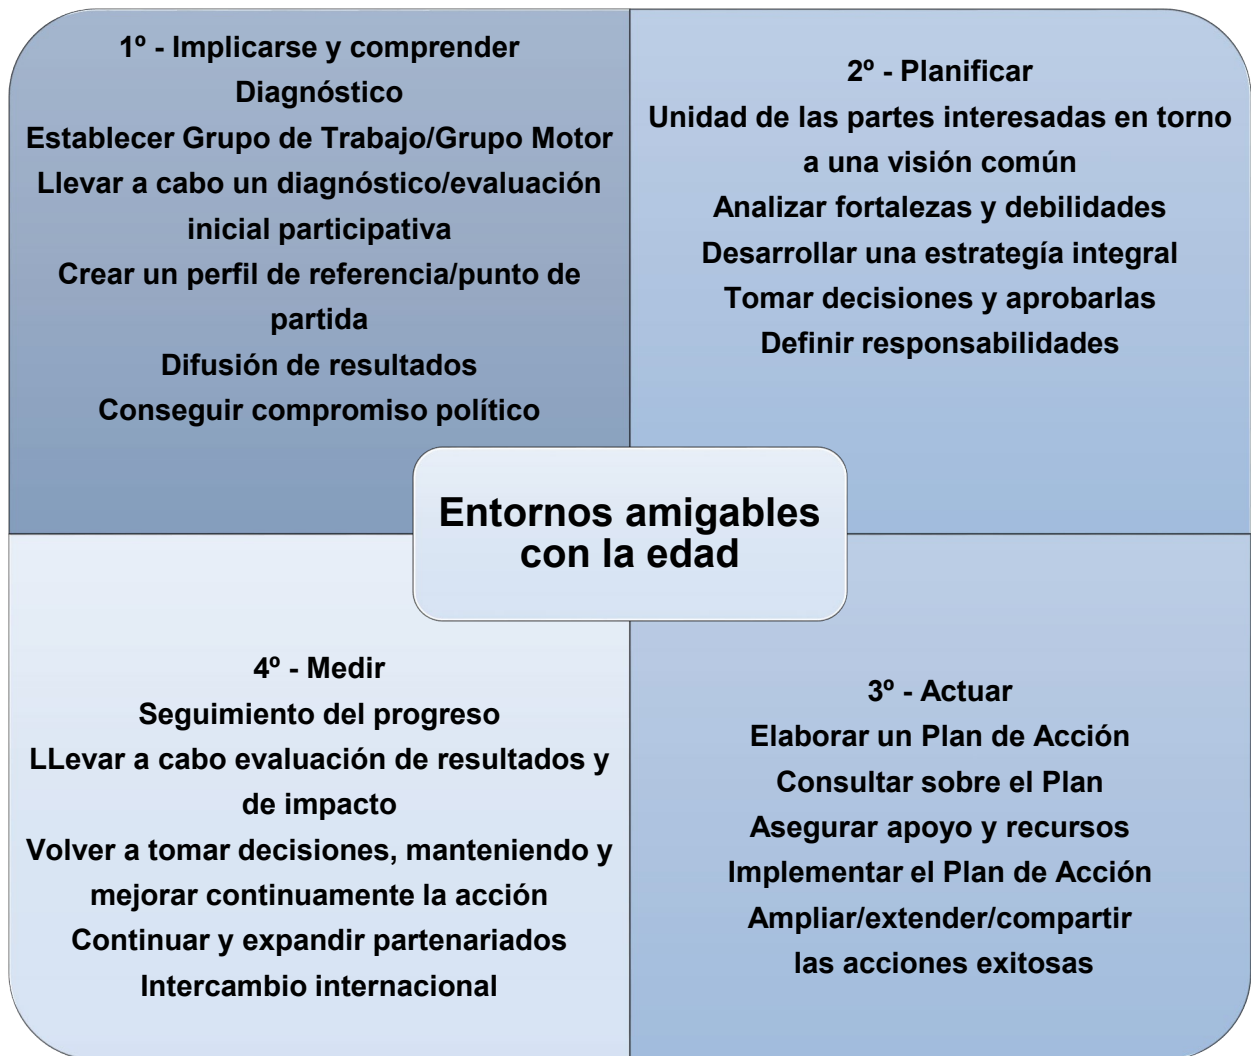 1º - Implicarse y comprender
Diagnóstico
Establecer Grupo de Trabajo/Grupo Motor
Llevar a cabo un diagnóstico/evaluación
inicial participativa
Crear un perfil de referencia/punto de
partida
Difusión de resultados
Conseguir compromiso político
2º - Planificar
Unidad de las partes interesadas en torno
a una visión común
Analizar fortalezas y debilidades
Desarrollar una estrategía integral
Tomar decisiones y aprobarlas
Definir responsabilidades
Entornos amigables
con la edad
4º - Medir
Seguimiento del progreso
LLevar a cabo evaluación de resultados y
de impacto
Volver a tomar decisiones, manteniendo y
mejorar continuamente la acción
Continuar y expandir partenariados
Intercambio internacional
3º - Actuar
Elaborar un Plan de Acción
Consultar sobre el Plan
Asegurar apoyo y recursos
Implementar el Plan de Acción
Ampliar/extender/compartir
las acciones exitosas